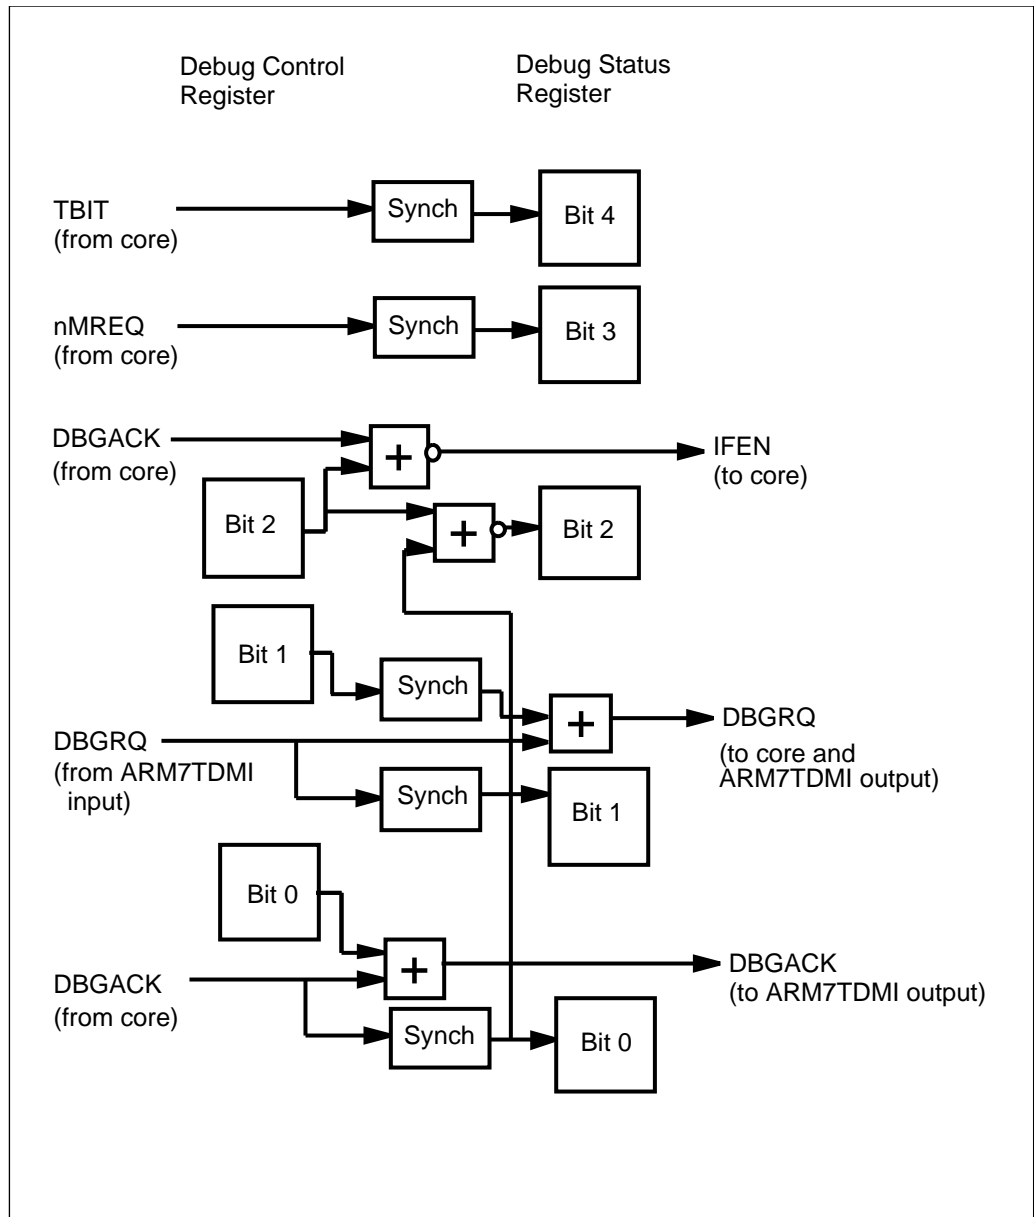 Debug Control
Register
Debug Status
Register
TBIT
(from core)
Synch
Bit 4
nMREQ
(from core)
Synch
Bit 3
DBGACK
(from core)
+
IFEN
(to core)
Bit 2
+
Bit 2
Bit 1
Synch
+
DBGRQ
(to core and
ARM7TDMI output)
DBGRQ
(from ARM7TDMI
input)
Synch
Bit 1
Bit 0
+
DBGACK
(to ARM7TDMI output)
DBGACK
(from core)
Synch
Bit 0